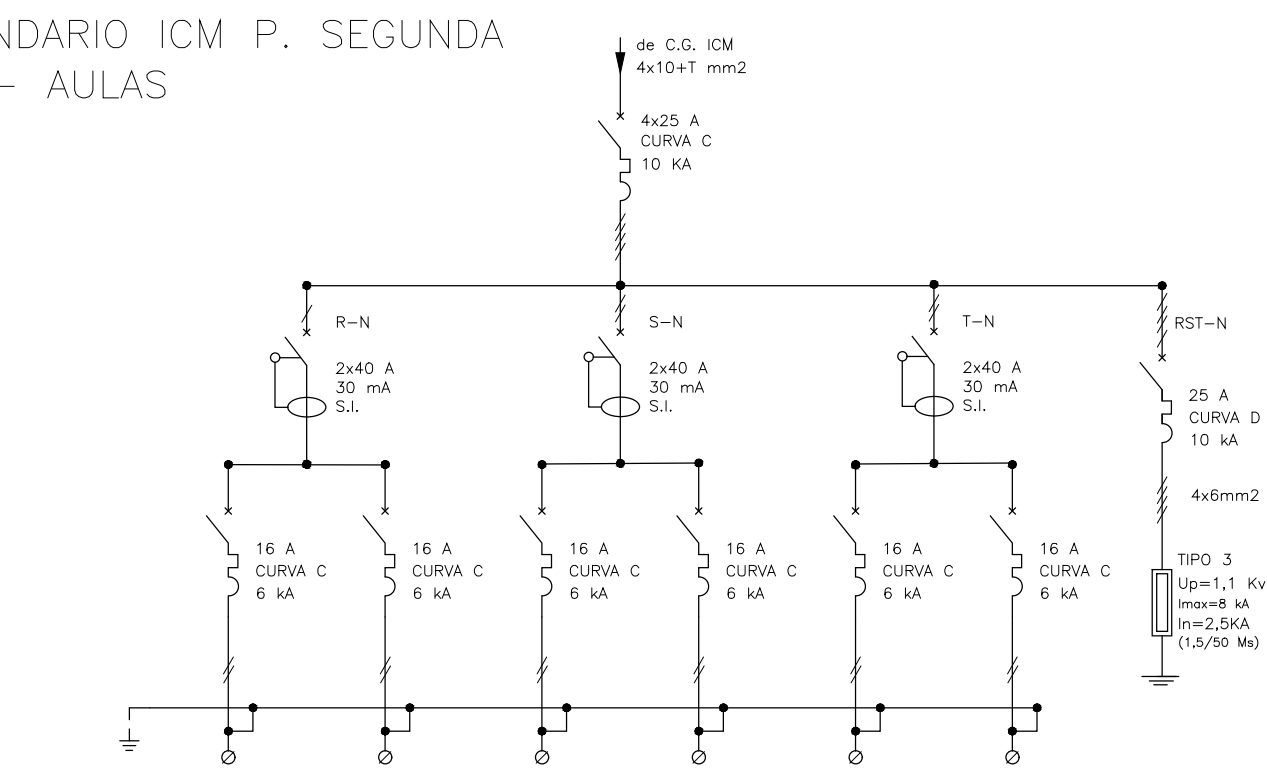 NDARIO ICM P. SEGUNDA
- AULAS
de C.G. ICM
4x10+T mm2
4x25 A
CURVA C
10 KA
R-N
2x40 A
30 mA
S.I.
S-N
2x40 A
30 mA
S.I.
T-N
2x40 A
30 mA
S.I.
RST-N
25 A
CURVA D
10 kA
4x6mm2
TIPO 3
Up=1,1 Kv
Imax=8 kA
In=2,5KA
(1,5/50 Ms)
16 A
CURVA C
6 kA
16 A
CURVA C
6 kA
16 A
CURVA C
6 kA
16 A
CURVA C
6 kA
16 A
CURVA C
6 kA
16 A
CURVA C
6 kA